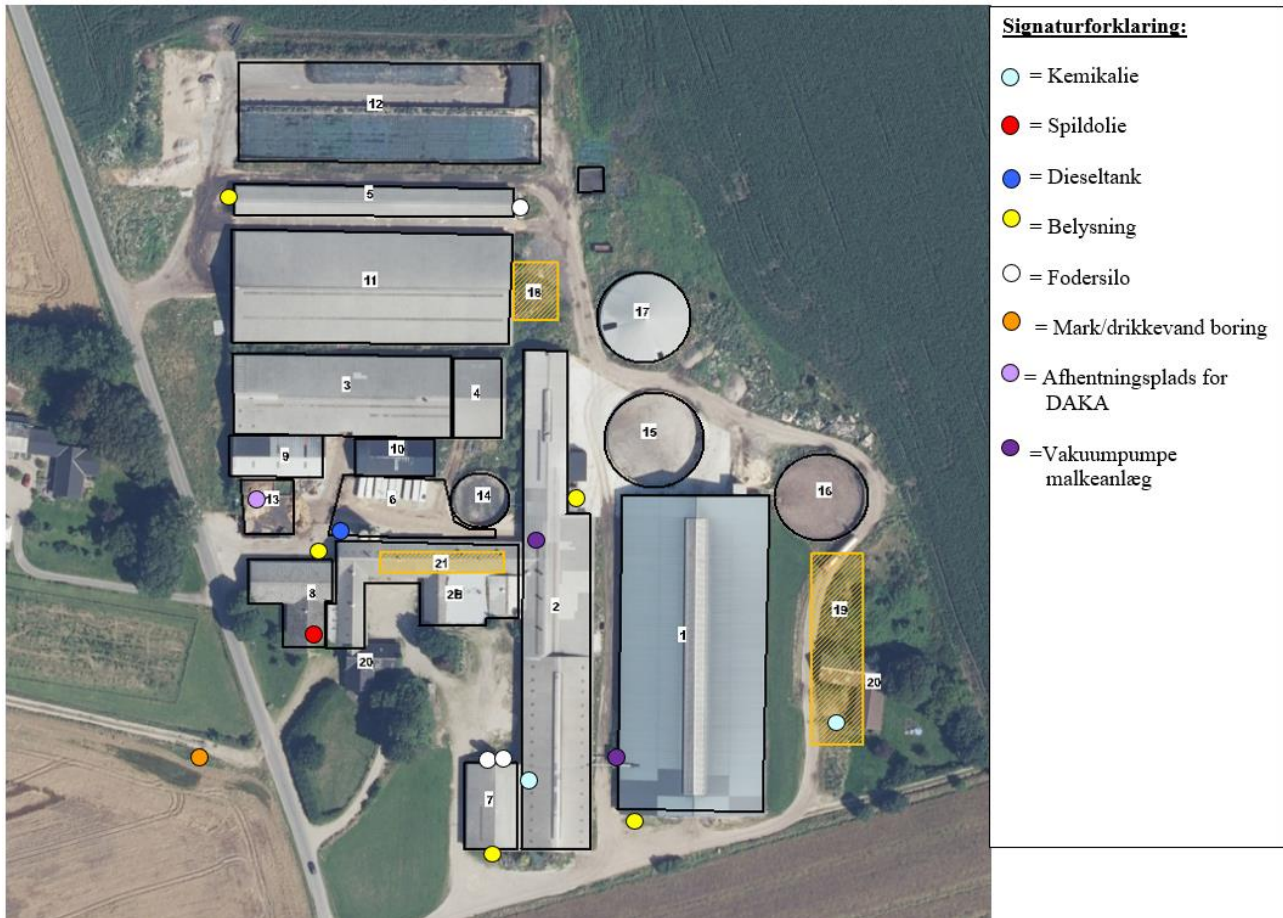 Signaturforklaring:
= Kemikalie
= Spildolie
= Dieseltank
= Belysning
= Fodersilo
= Mark/drikkevand boring
= Afhentningsplads for
DAKA
=Vakuumpumpe
malkeanlæg
12
5
11
18
17
3
4
15
9
10
13
6
14
16
21
8
2B
2
19
1
20
20
7